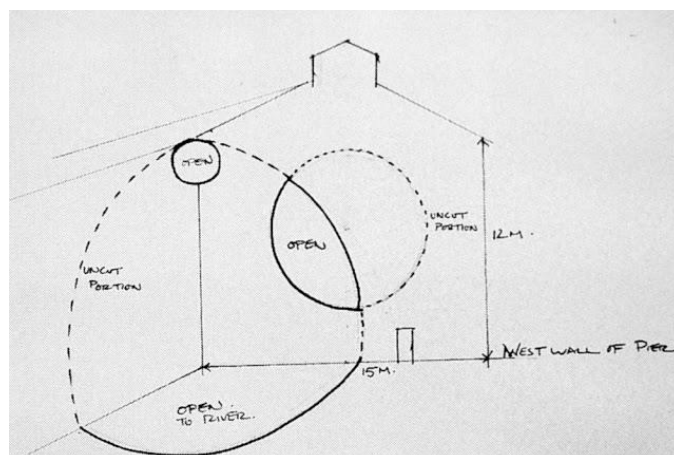 OPEN
UNCUT
PORTION
OPEN
12 M.
UNCUT
PORTION
WEST WALL OF PIER
15 M.
OPEN
TO RIVER.